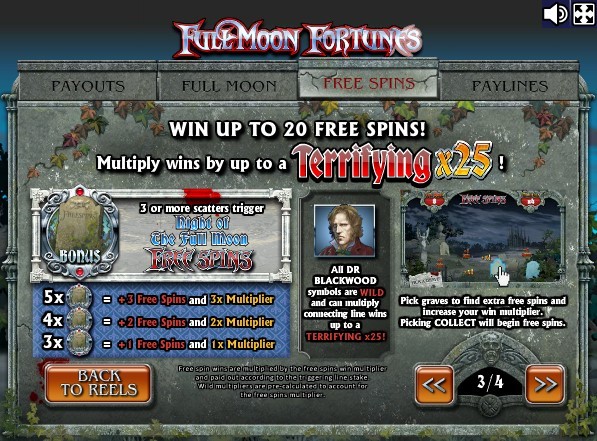 FULL MOON FORTUNES
PAYOUTS
FULL MOON
FREE SPINS
PAYLINES
WIN UP TO 20 FREE SPINS!
Multiply wins by up to a Terrifying x25 !
3 or more scatters trigger
Night of
The Full Moon
FREE SPINS
BONUS
5x = +3 Free Spins and 3x Multiplier
4x = +2 Free Spins and 2x Multiplier
3x = +1 Free Spins and 1x Multiplier
All DR
BLACKWOOD
symbols are WILD
and can multiply
connecting line wins
up to a
TERRIFYING x25!
FREE SPINS
Pick graves to find extra free spins and
increase your win multiplier.
Picking COLLECT will begin free spins.
BACK
TO REELS
Free spin wins are multiplied by the free spins win multiplier
and paid out according to the triggering line stake.
Wild multipliers are pre-calculated to account for
the free spins multiplier.
<<
3/4
>>